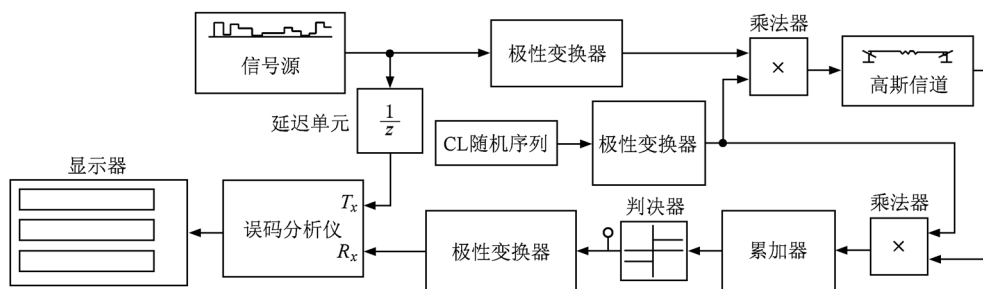 信号源
极性变换器
乘法器
×
高斯信道
延迟单元
1
z
CL随机序列
极性变换器
显示器
误码分析仪
Tx
Rx
极性变换器
判决器
累加器
乘法器
×